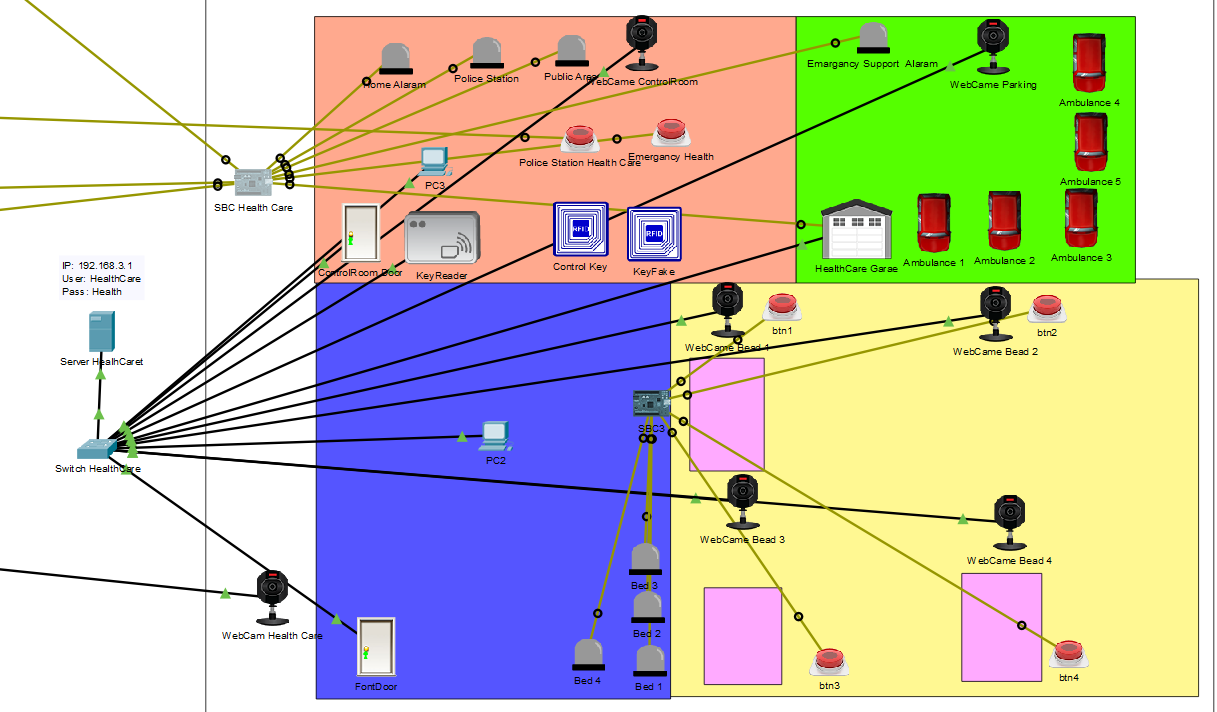 Home Alaram
Police Station
Public Area
WebCame ControlRoom
Emargancy Support Alaram
WebCame Parking
Ambulance 4
Police Station Health Care
Emargancy Health
PC3
Ambulance 5
SBC Health Care
ControlRoom Door
KeyReader
RFID
Control Key
RFID
KeyFake
HealthCare Garae
Ambulance 1
Ambulance 2
Ambulance 3
IP: 192.168.3.1
User: HealthCare
Pass: Health
Server HealhCaret
WebCame Bead 1
btn1
WebCame Bead 2
btn2
SBC3
Switch HealthCare
PC2
WebCame Bead 3
WebCame Bead 4
Bed 3
Bed 2
WebCam Health Care
FontDoor
Bed 4
Bed 1
btn3
btn4